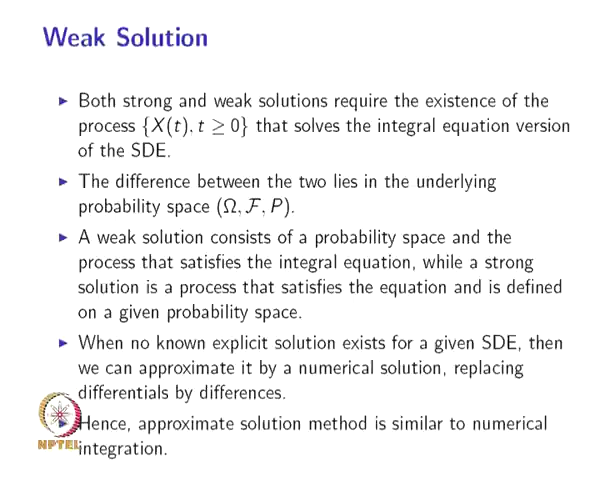 Weak Solution
▶ Both strong and weak solutions require the existence of the
process {X(t), t ≥ 0} that solves the integral equation version
of the SDE.
▶ The difference between the two lies in the underlying
probability space (Ω, ℱ, P).
▶ A weak solution consists of a probability space and the
process that satisfies the integral equation, while a strong
solution is a process that satisfies the equation and is defined
on a given probability space.
▶ When no known explicit solution exists for a given SDE, then
we can approximate it by a numerical solution, replacing
differentials by differences.
▶ Hence, approximate solution method is similar to numerical
integration.
NPTEL